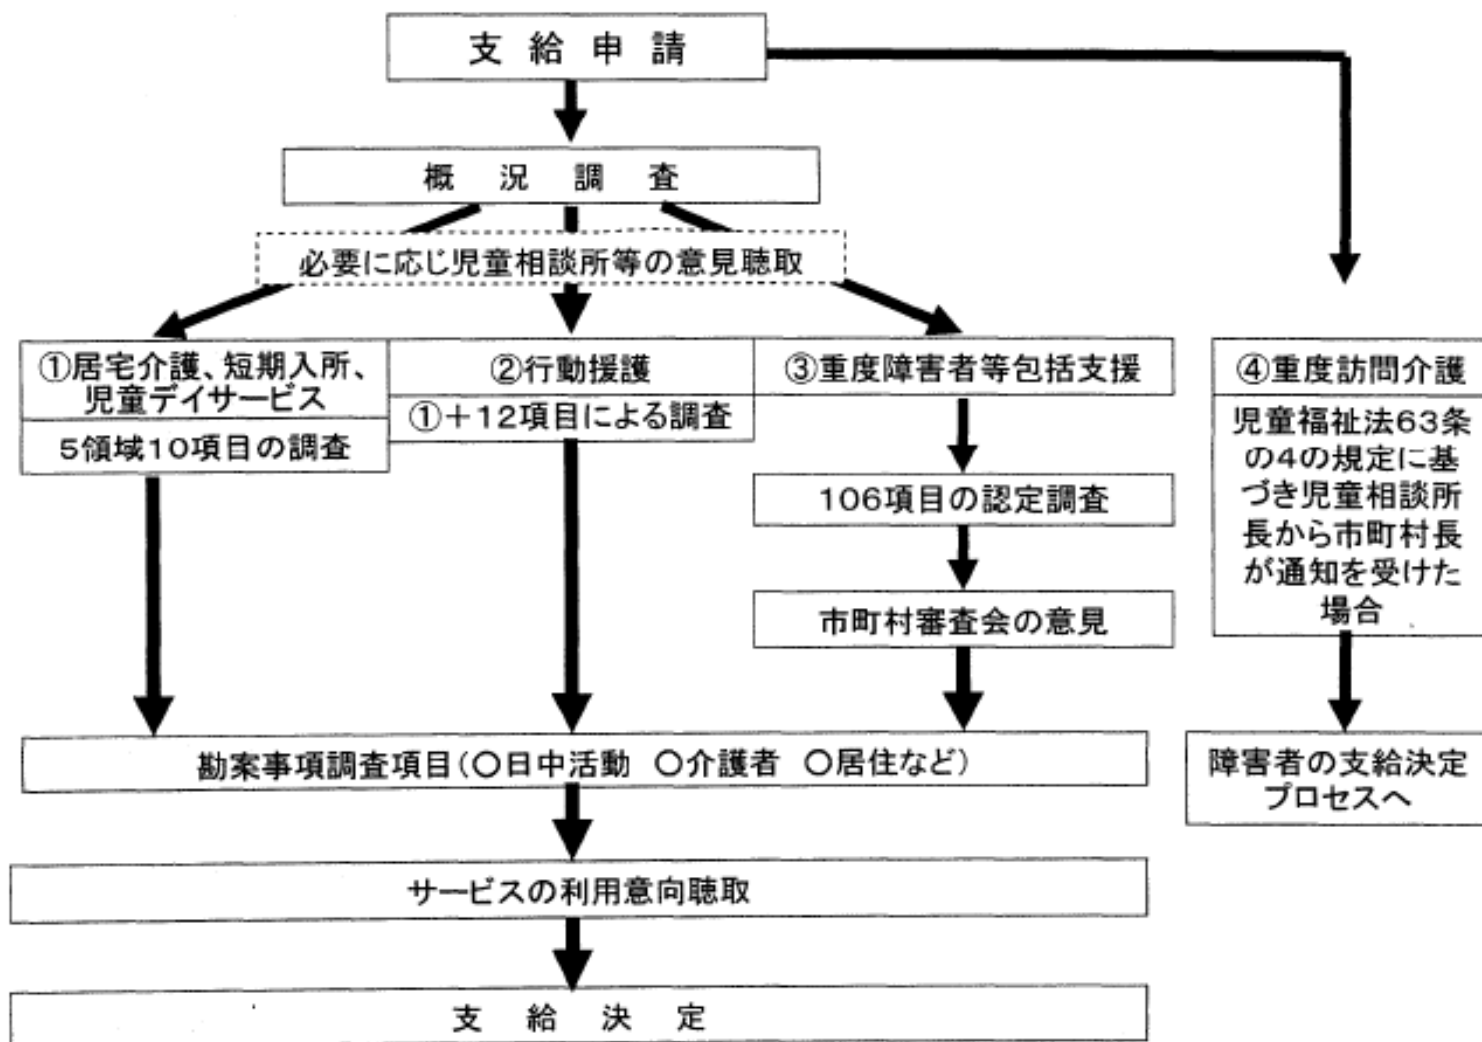 支給申請
概況調査
必要に応じ児童相談所等の意見聴取
①居宅介護、短期入所、
児童デイサービス
5領域10項目の調査
②行動援護
①+12項目による調査
③重度障害者等包括支援
106項目の認定調査
市町村審査会の意見
④重度訪問介護
児童福祉法63条
の4の規定に基
づき児童相談所
長から市町村長
が通知を受けた
場合
勘案事項調査項目(○日中活動 ○介護者 ○居住など)
障害者の支給決定
プロセスへ
サービスの利用意向聴取
支給決定